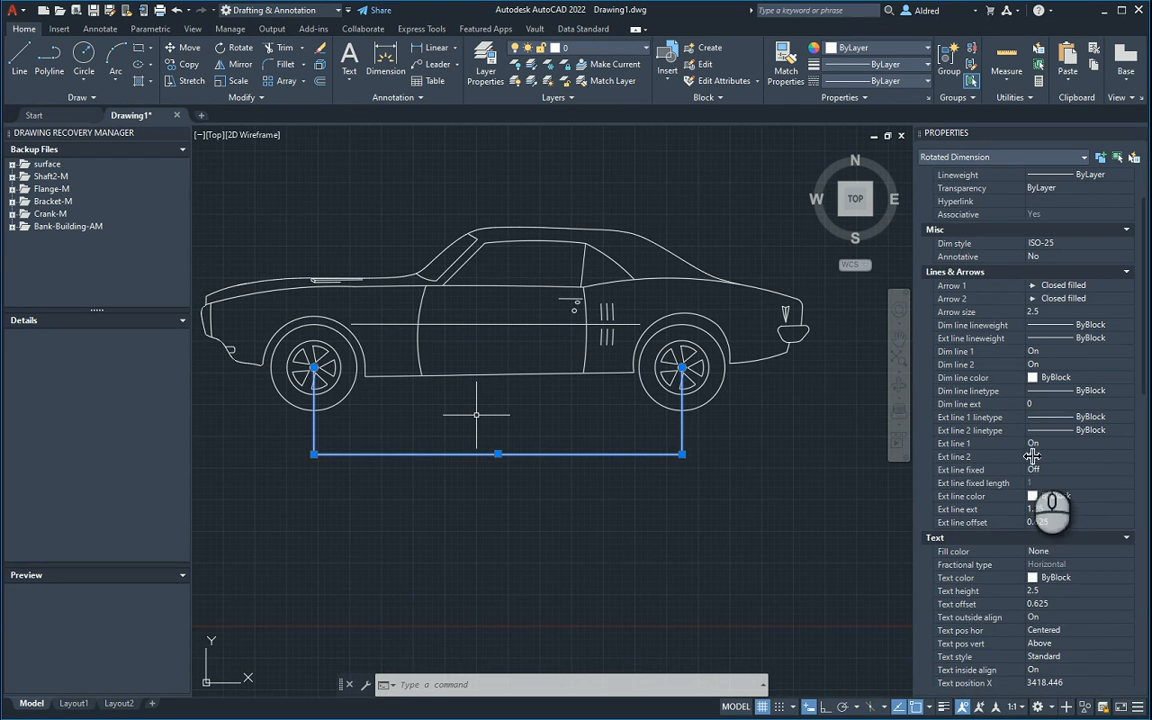 Drafting & Annotation
Share
Autodesk AutoCAD 2022 Drawing1.dwg
Type a keyword or phrase
Aldred
Home Insert Annotate Parametric View Manage Output Add-ins Collaborate Express Tools Featured Apps Vault Data Standard
Line Polyline Circle Arc
Move Rotate Trim
Copy Mirror Fillet
Stretch Scale Array
Text Dimension
Linear
Leader
Table
Layer Properties
0
Make Current
Match Layer
Insert
Create
Edit
Edit Attributes
Match Properties
ByLayer
ByLayer
ByLayer
Group Measure Paste Base
Draw Modify Annotation Layers Block Properties Groups Utilities Clipboard View
Start Drawing1*
DRAWING RECOVERY MANAGER
Backup Files
surface
Shaft2-M
Flange-M
Bracket-M
Crank-M
Bank-Building-AM
Details
Preview
[−][Top][2D Wireframe]
N
W TOP E
S
WCS
Y
X
Type a command
PROPERTIES
Rotated Dimension
Lineweight ByLayer
Transparency ByLayer
Hyperlink
Associative Yes
Misc
Dim style ISO-25
Annotative No
Lines & Arrows
Arrow 1 Closed filled
Arrow 2 Closed filled
Arrow size 2.5
Dim line lineweight ByBlock
Ext line lineweight ByBlock
Dim line 1 On
Dim line 2 On
Dim line color ByBlock
Dim line linetype ByBlock
Dim line ext 0
Ext line 1 linetype ByBlock
Ext line 2 linetype ByBlock
Ext line 1 On
Ext line 2
Ext line fixed Off
Ext line fixed length 1
Ext line color
Ext line ext
Ext line offset
Text
Fill color None
Fractional type Horizontal
Text color ByBlock
Text height 2.5
Text offset 0.625
Text outside align On
Text pos hor Centered
Text pos vert Above
Text style Standard
Text inside align On
Text position X 3418.446
Model Layout1 Layout2
MODEL
1:1